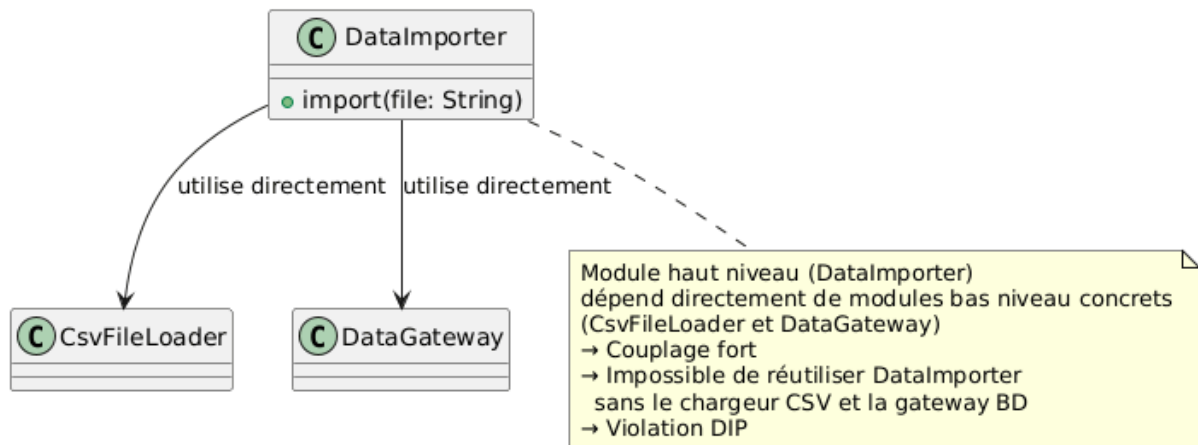 C DataImporter
import(file: String)
utilise directement
utilise directement
C CsvFileLoader
C DataGateway
Module haut niveau (DataImporter)
dépend directement de modules bas niveau concrets
(CsvFileLoader et DataGateway)
→ Couplage fort
→ Impossible de réutiliser DataImporter
sans le chargeur CSV et la gateway BD
→ Violation DIP